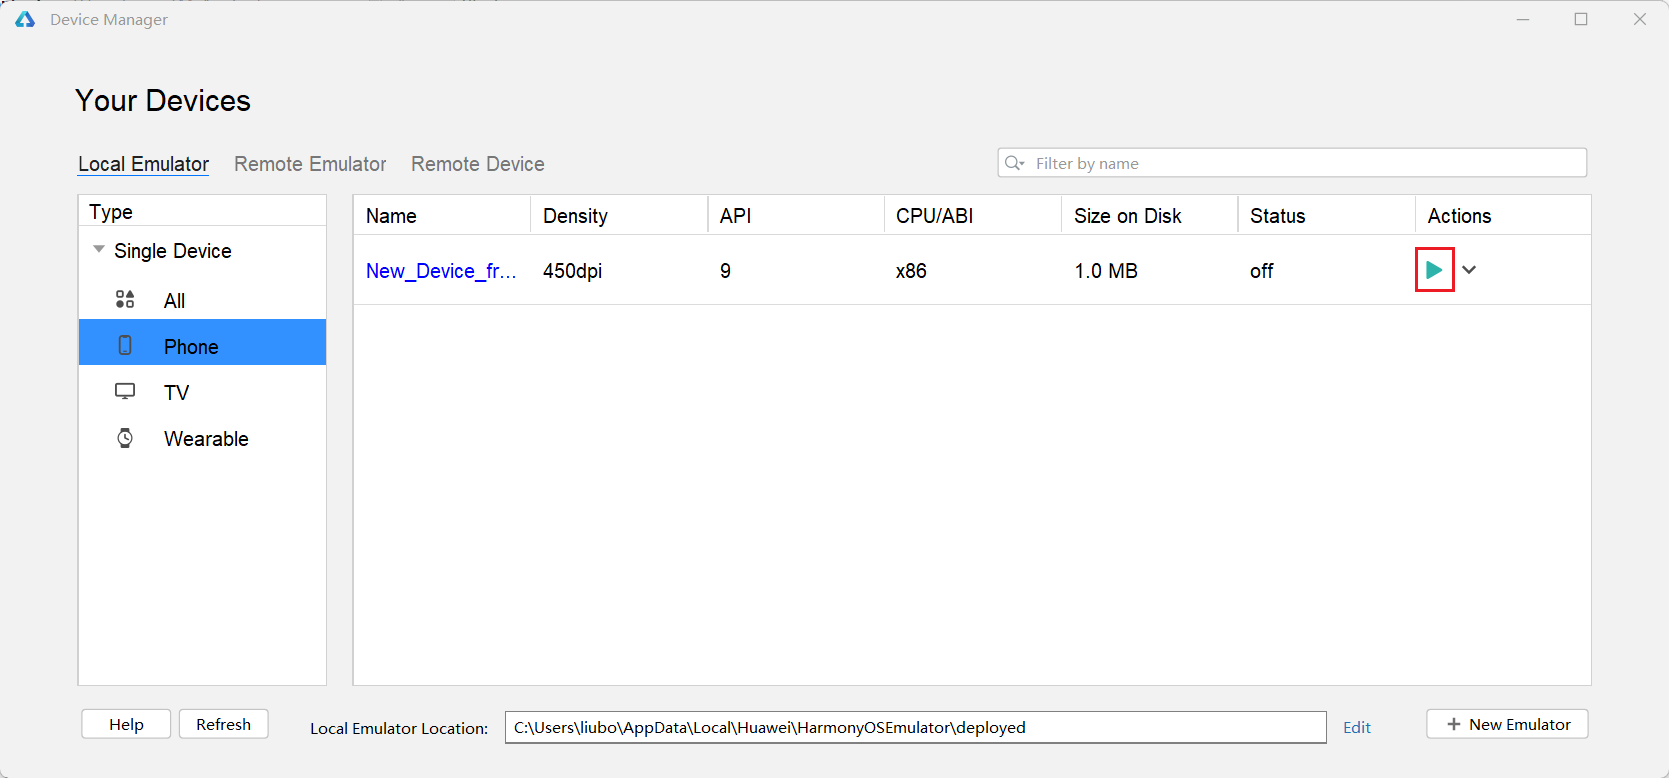 Device Manager
Your Devices
Local Emulator Remote Emulator Remote Device Filter by name
Type
Single Device
All
Phone
TV
Wearable
Name Density API CPU/ABI Size on Disk Status Actions
New_Device_fr... 450dpi 9 x86 1.0 MB off
Help Refresh Local Emulator Location: C:\Users\liubo\AppData\Local\Huawei\HarmonyOSEmulator\deployed Edit + New Emulator